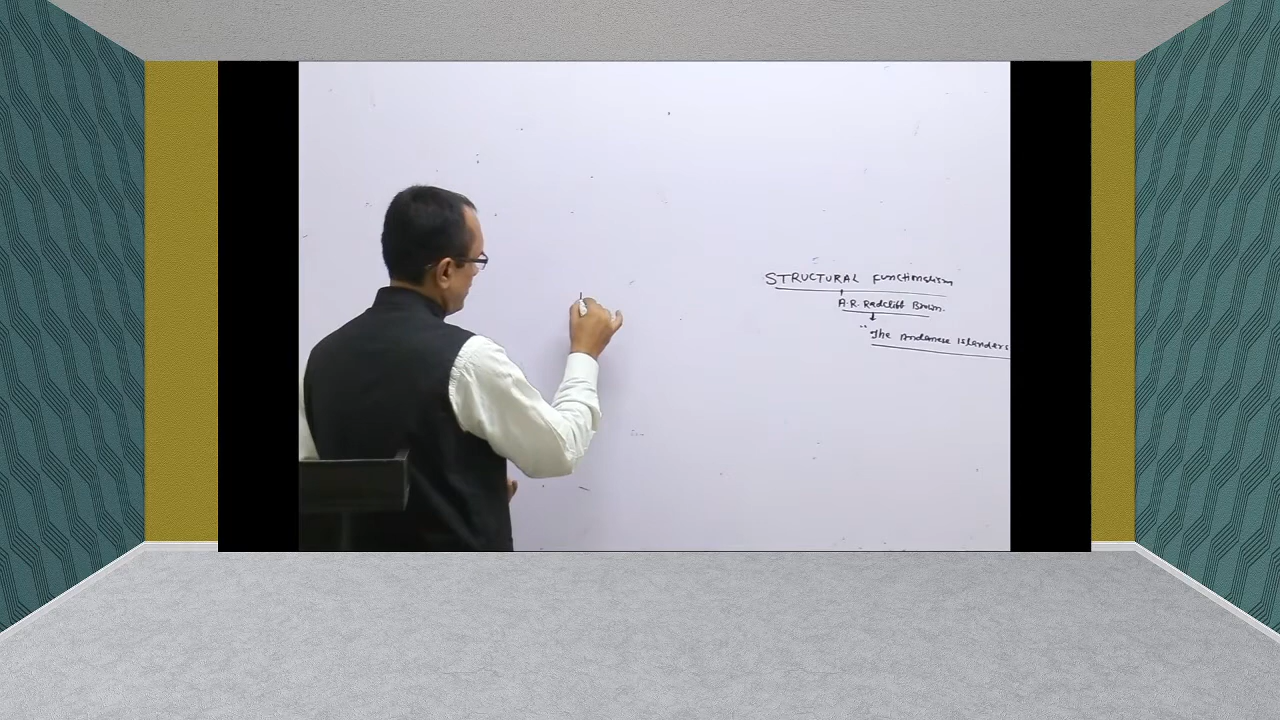 STRUCTURAL Functionalism
A.R. Radcliff Brown.
"The Andamese Islanders